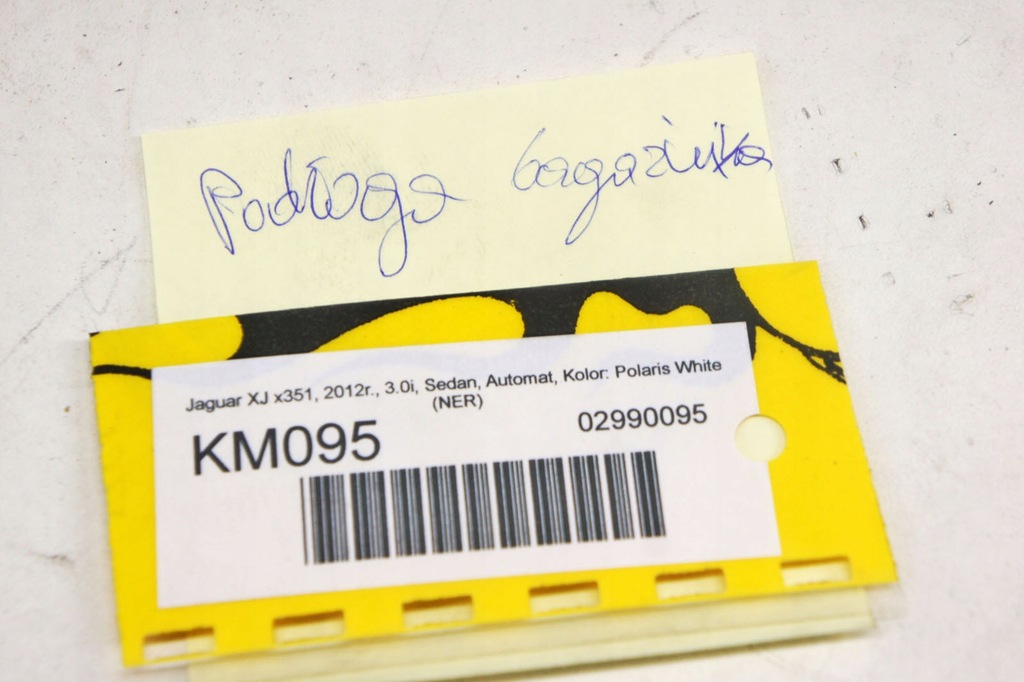 Podłoga bagażnika
Jaguar XJ x351, 2012r., 3.0i, Sedan, Automat, Kolor: Polaris White
(NER)
KM095
02990095